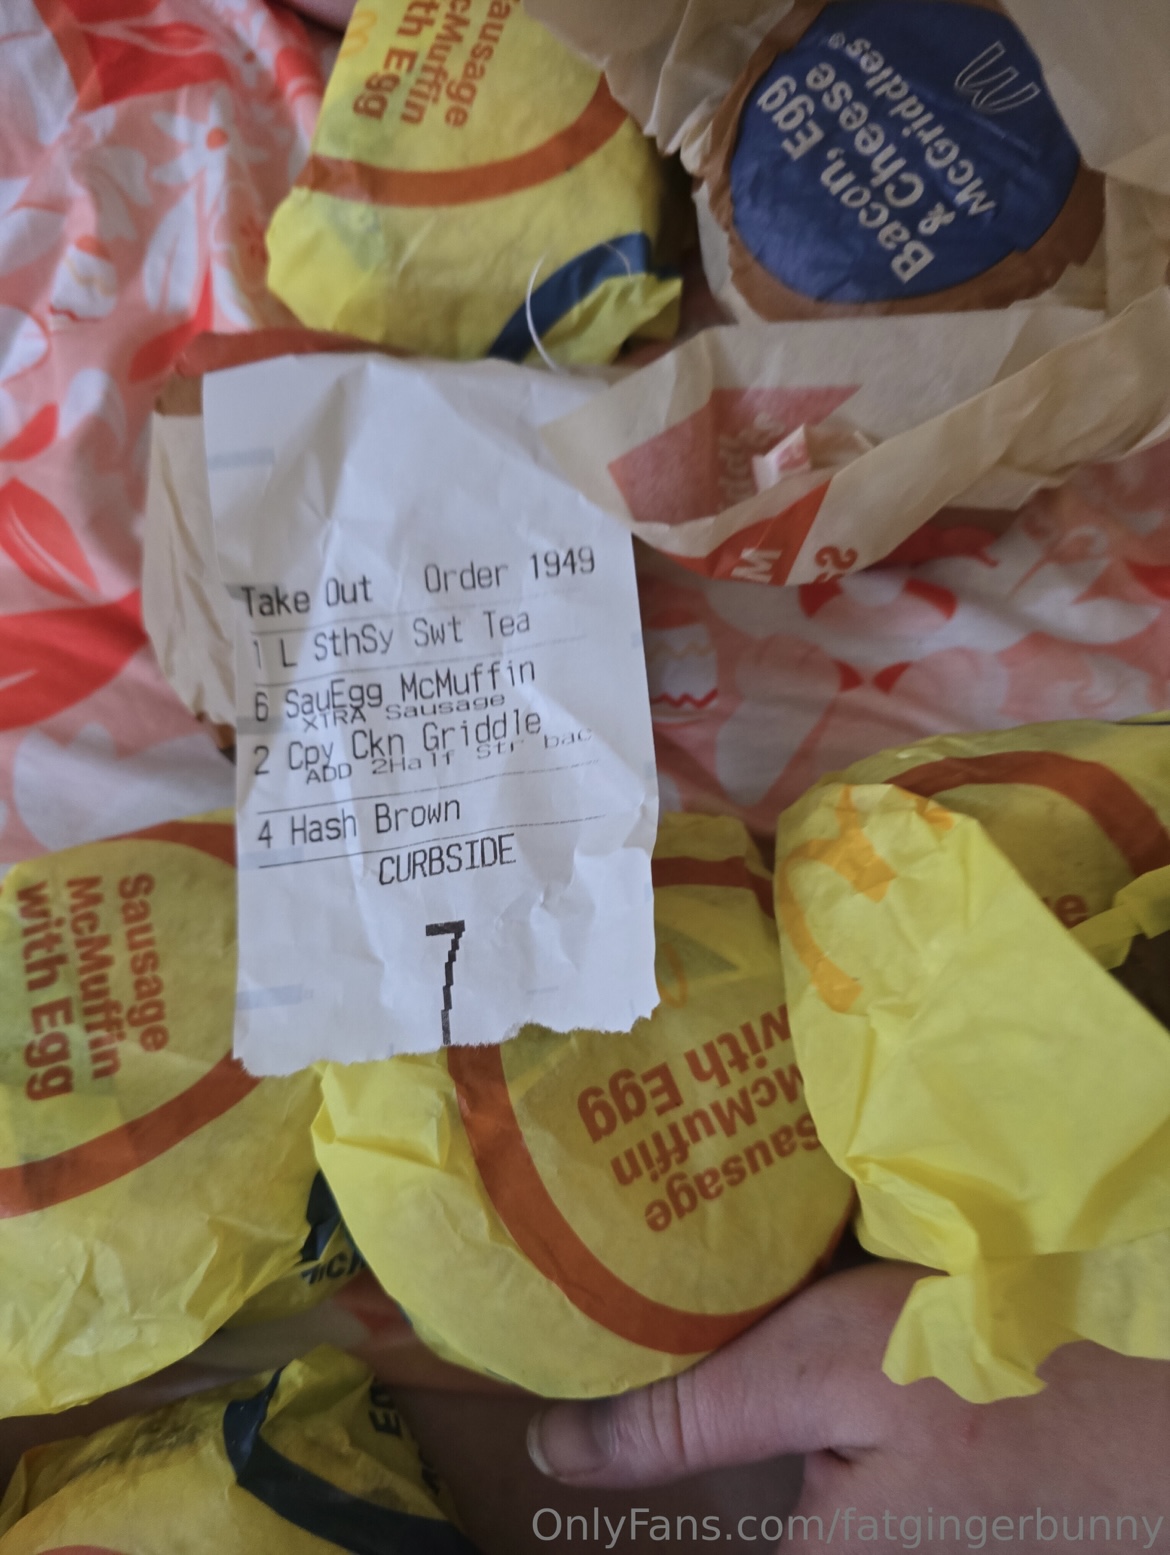 Sausage
McMuffin
with Egg
Bacon, Egg
& Cheese
McGriddles®
Take Out Order 1949
1 L SthSy Swt Tea
6 SauEgg McMuffin
XTRA Sausage
2 Cpy Ckn Griddle
ADD 2Half Str bac
4 Hash Brown
CURBSIDE
7
Sausage
McMuffin
with Egg
Sausage
McMuffin
with Egg
OnlyFans.com/fatgingerbunny